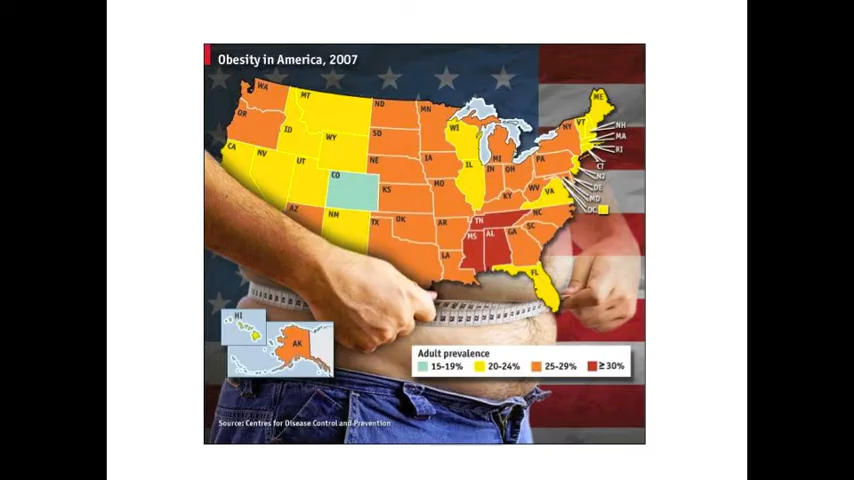 Obesity in America, 2007
WA
MT
ND
MN
ME
OR
ID
WY
SD
WI
MI
NY
VT
NH
MA
RI
CA
NV
UT
CO
NE
IA
IL
IN
OH
PA
CT
NJ
DE
MD
DC
KS
MO
KY
WV
VA
AZ
NM
TX
OK
AR
TN
NC
SC
MS
AL
GA
LA
FL
HI
AK
Adult prevalence
15-19% 20-24% 25-29% ≥30%
Source: Centres for Disease Control and Prevention